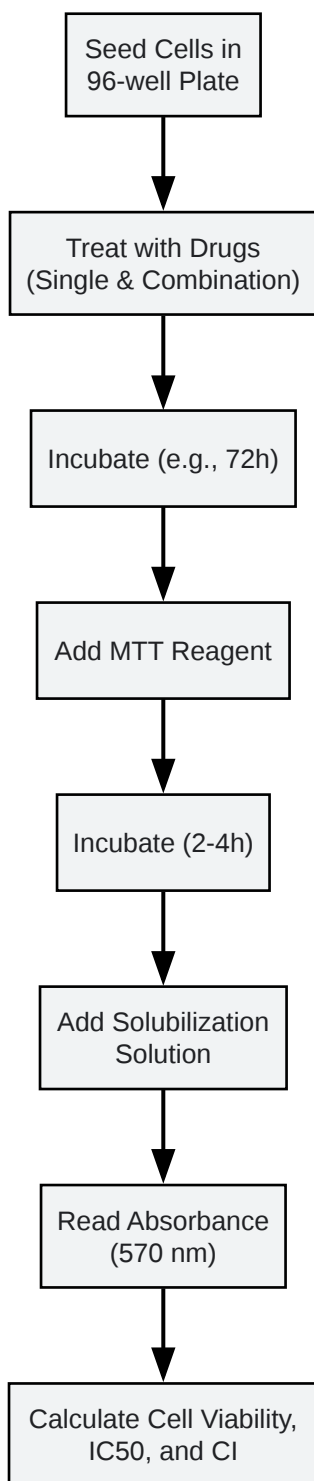 Seed Cells in
96-well Plate
Treat with Drugs
(Single & Combination)
Incubate (e.g., 72h)
Add MTT Reagent
Incubate (2-4h)
Add Solubilization
Solution
Read Absorbance
(570 nm)
Calculate Cell Viability,
IC50, and CI